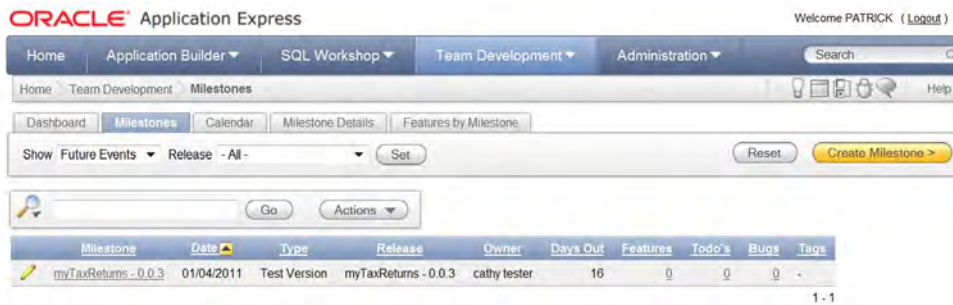 ORACLE Application Express
Welcome PATRICK ( Logout )
Home Application Builder SQL Workshop Team Development Administration Search
Home Team Development Milestones Help
Dashboard Milestones Calendar Milestone Details Features by Milestone
Show Future Events Release - All - Set Reset Create Milestone >
Go Actions
Milestone Date Type Release Owner Days Out Features Todo's Bugs Tags
myTaxReturns - 0.0.3 01/04/2011 Test Version myTaxReturns - 0.0.3 cathy tester 16 0 0 0 -
1 - 1